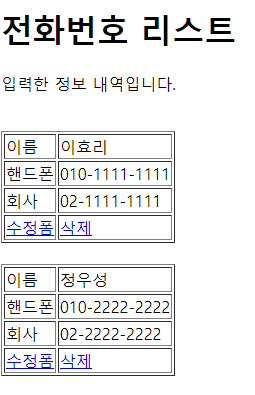 전화번호 리스트
입력한 정보 내역입니다.
이름 이효리
핸드폰 010-1111-1111
회사 02-1111-1111
수정폼 삭제
이름 정우성
핸드폰 010-2222-2222
회사 02-2222-2222
수정폼 삭제